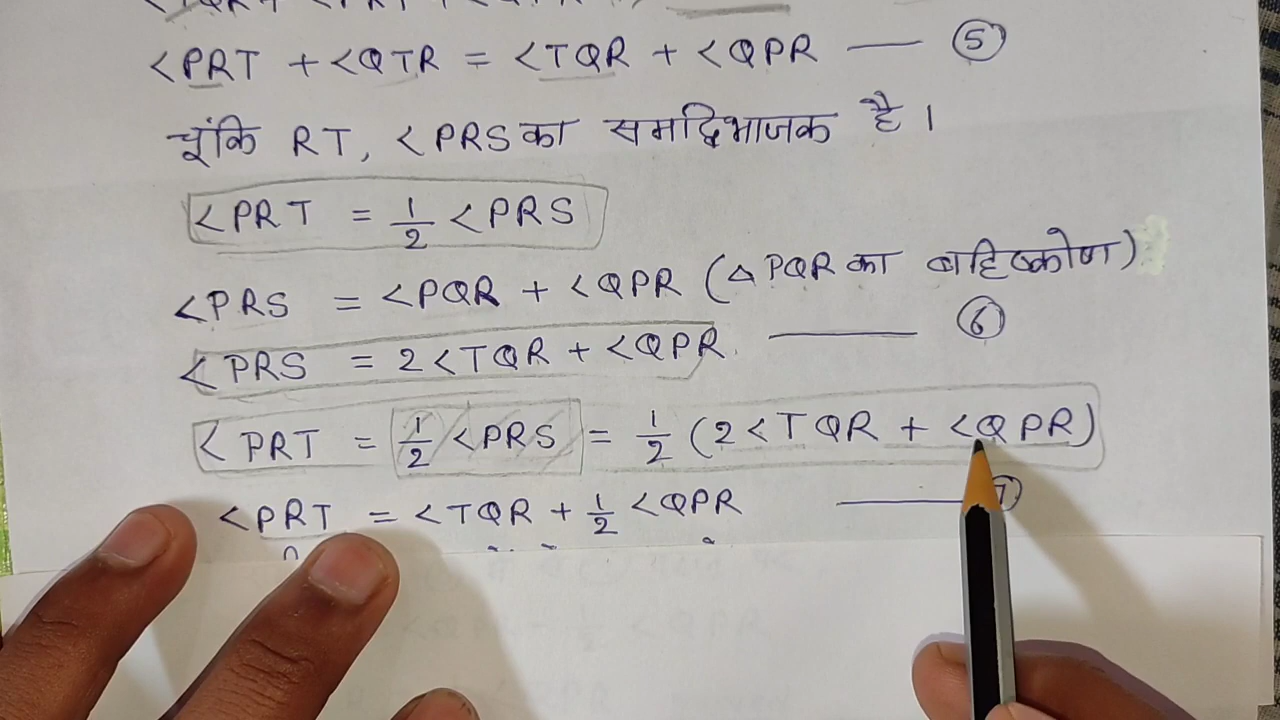 <PRT + <QTR = <TQR + <QPR —— ⑤
चूंकि RT, <PRS का समद्विभाजक है।
<PRT = 1/2 <PRS
<PRS = <PQR + <QPR (△PQR का बहिष्कोण)
<PRS = 2<TQR + <QPR. —— ⑥
<PRT = 1/2 <PRS = 1/2 (2<TQR + <QPR)
<PRT = <TQR + 1/2 <QPR —— ⑦